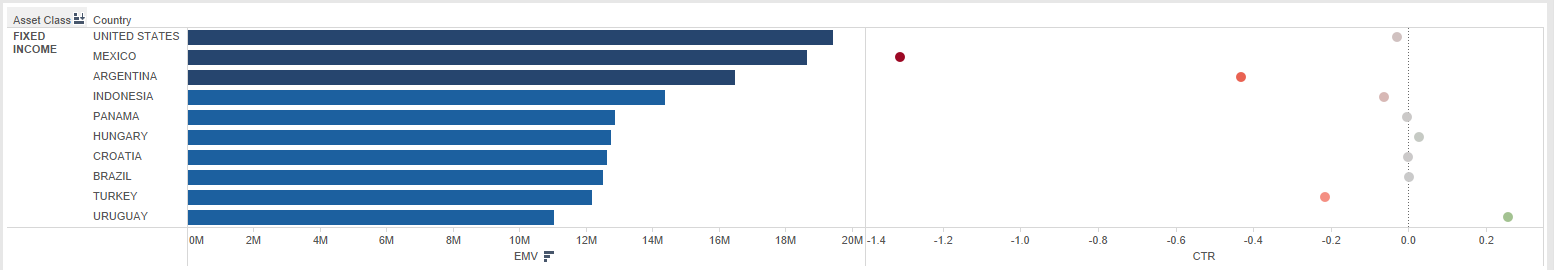 Asset Class Country
FIXED INCOME
UNITED STATES
MEXICO
ARGENTINA
INDONESIA
PANAMA
HUNGARY
CROATIA
BRAZIL
TURKEY
URUGUAY
0M 2M 4M 6M 8M 10M 12M 14M 16M 18M 20M -1.4 -1.2 -1.0 -0.8 -0.6 -0.4 -0.2 0.0 0.2
EMV CTR